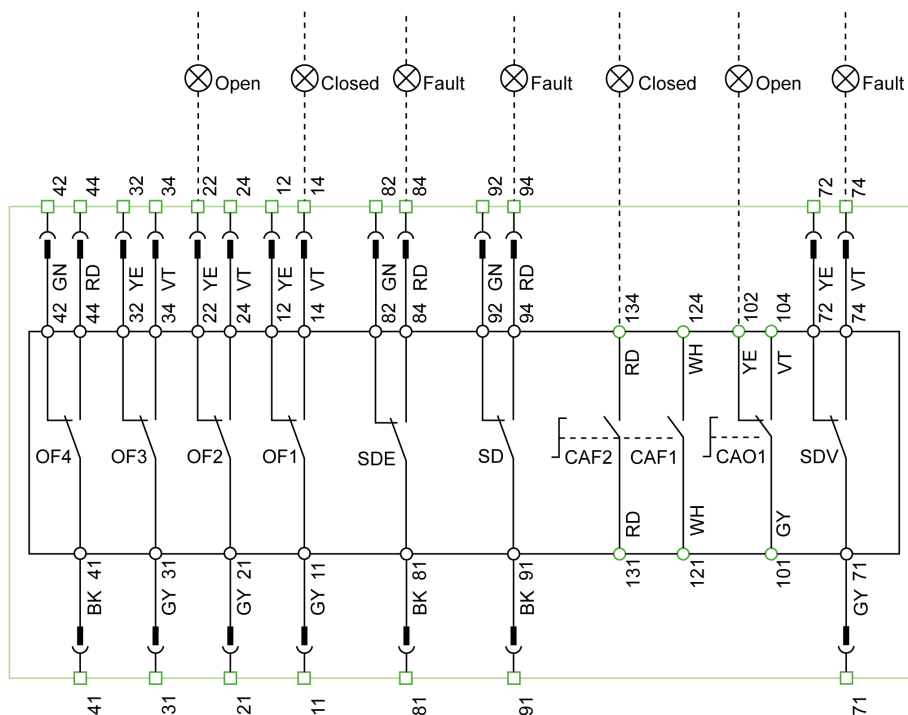 Open
Closed
Fault
Fault
Closed
Open
Fault
42 44 32 34 22 24 12 14 82 84 92 94 72 74
GN RD YE VT YE VT YE VT GN RD GN RD YE VT
42 44 32 34 22 24 12 14 82 84 92 94 134 124 102 104 72 74
RD WH YE VT
OF4 OF3 OF2 OF1 SDE SD CAF2 CAF1 CAO1 SDV
RD WH GY
41 31 21 11 81 91 131 121 101 71
BK GY GY GY BK BK GY
41 31 21 11 81 91 71